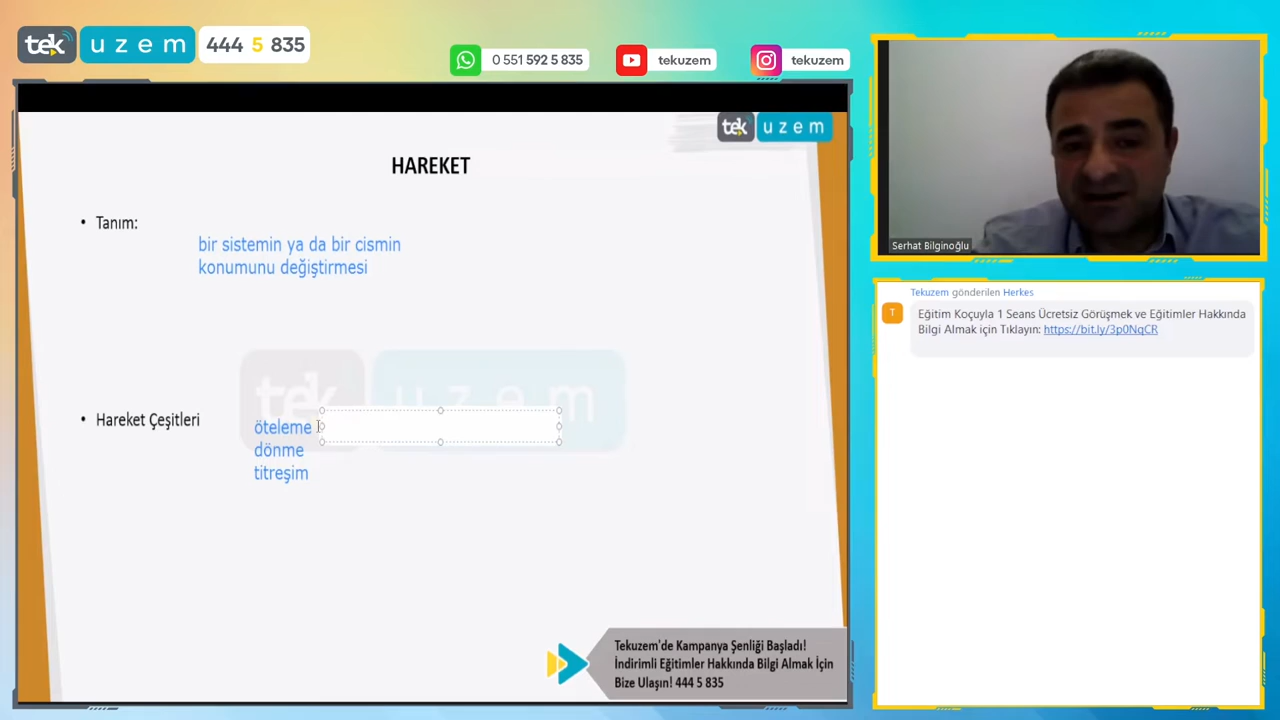 tek uzem 444 5 835
0 551 592 5 835
tekuzem
tekuzem
tek uzem
HAREKET
• Tanım:
bir sistemin ya da bir cismin
konumunu değiştirmesi
tek uzem
• Hareket Çeşitleri
öteleme
dönme
titreşim
Tekuzem'de Kampanya Şenliği Başladı!
İndirimli Eğitimler Hakkında Bilgi Almak İçin
Bize Ulaşın! 444 5 835
Serhat Bilginoğlu
Tekuzem gönderilen Herkes
T
Eğitim Koçuyla 1 Seans Ücretsiz Görüşmek ve Eğitimler Hakkında
Bilgi Almak için Tıklayın: https://bit.ly/3p0NqCR